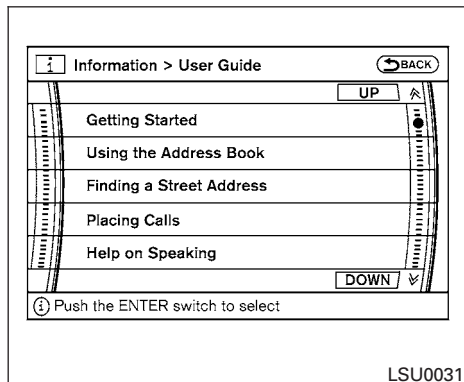 i Information > User Guide BACK
UP
Getting Started
Using the Address Book
Finding a Street Address
Placing Calls
Help on Speaking
DOWN
i Push the ENTER switch to select
LSU0031